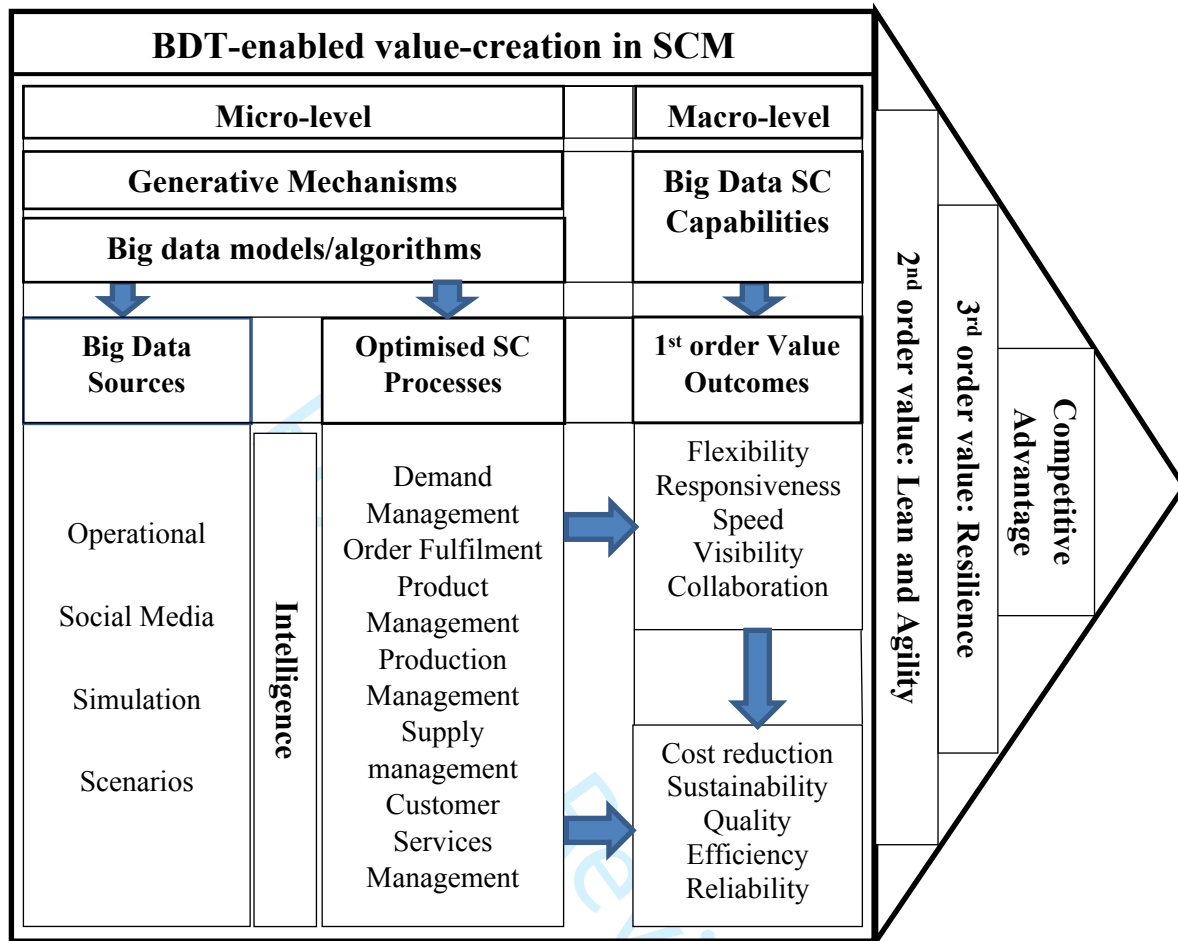 BDT-enabled value-creation in SCM
Micro-level
Macro-level
Generative Mechanisms
Big Data SC
Capabilities
Big data models/algorithms
Big Data
Sources
Optimised SC
Processes
1st order Value
Outcomes
Operational
Social Media
Simulation
Scenarios
Intelligence
Demand
Management
Order Fulfilment
Product
Management
Production
Management
Supply
management
Customer
Services
Management
Flexibility
Responsiveness
Speed
Visibility
Collaboration
Cost reduction
Sustainability
Quality
Efficiency
Reliability
2nd order value: Lean and Agility
3rd order value: Resilience
Competitive
Advantage